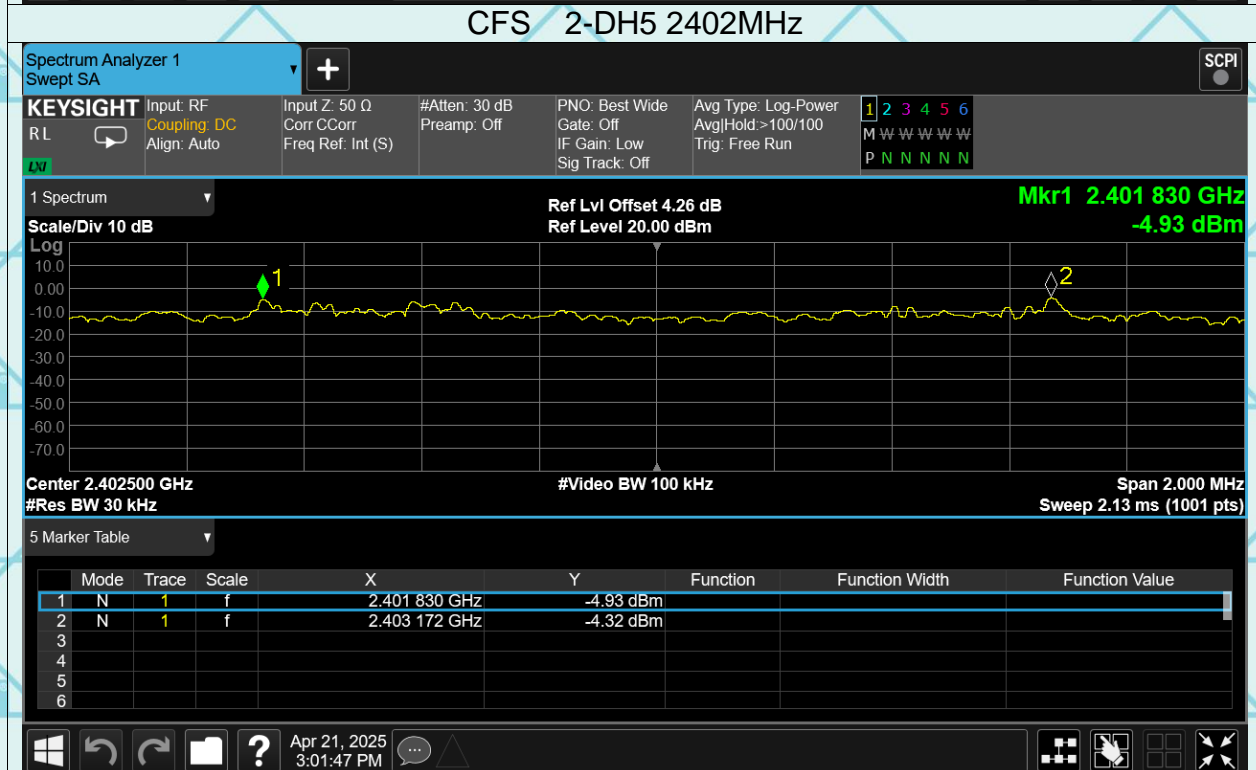 CFS 2-DH5 2402MHz
Spectrum Analyzer 1
Swept SA
+
SCPI
KEYSIGHT
RL
LXI
Input: RF
Coupling: DC
Align: Auto
Input Z: 50 Ω
Corr CCorr
Freq Ref: Int (S)
#Atten: 30 dB
Preamp: Off
PNO: Best Wide
Gate: Off
IF Gain: Low
Sig Track: Off
Avg Type: Log-Power
Avg|Hold:>100/100
Trig: Free Run
1 2 3 4 5 6
M W W W W W
P N N N N N
1 Spectrum
Scale/Div 10 dB
Ref Lvl Offset 4.26 dB
Ref Level 20.00 dBm
Mkr1 2.401 830 GHz
-4.93 dBm
Log
10.0
0.00
-10.0
-20.0
-30.0
-40.0
-50.0
-60.0
-70.0
1
2
Center 2.402500 GHz
#Res BW 30 kHz
#Video BW 100 kHz
Span 2.000 MHz
Sweep 2.13 ms (1001 pts)
5 Marker Table
Mode Trace Scale X Y Function Function Width Function Value
1 N 1 f 2.401 830 GHz -4.93 dBm
2 N 1 f 2.403 172 GHz -4.32 dBm
3
4
5
6
?
Apr 21, 2025
3:01:47 PM